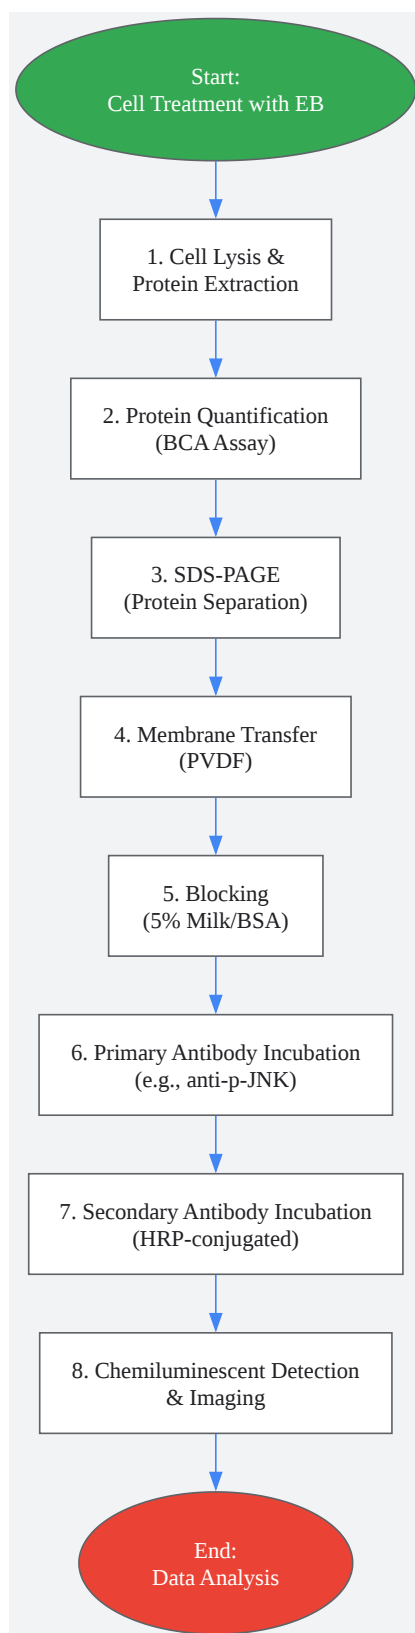 Start:
Cell Treatment with EB
1. Cell Lysis &
Protein Extraction
2. Protein Quantification
(BCA Assay)
3. SDS-PAGE
(Protein Separation)
4. Membrane Transfer
(PVDF)
5. Blocking
(5% Milk/BSA)
6. Primary Antibody Incubation
(e.g., anti-p-JNK)
7. Secondary Antibody Incubation
(HRP-conjugated)
8. Chemiluminescent Detection
& Imaging
End:
Data Analysis